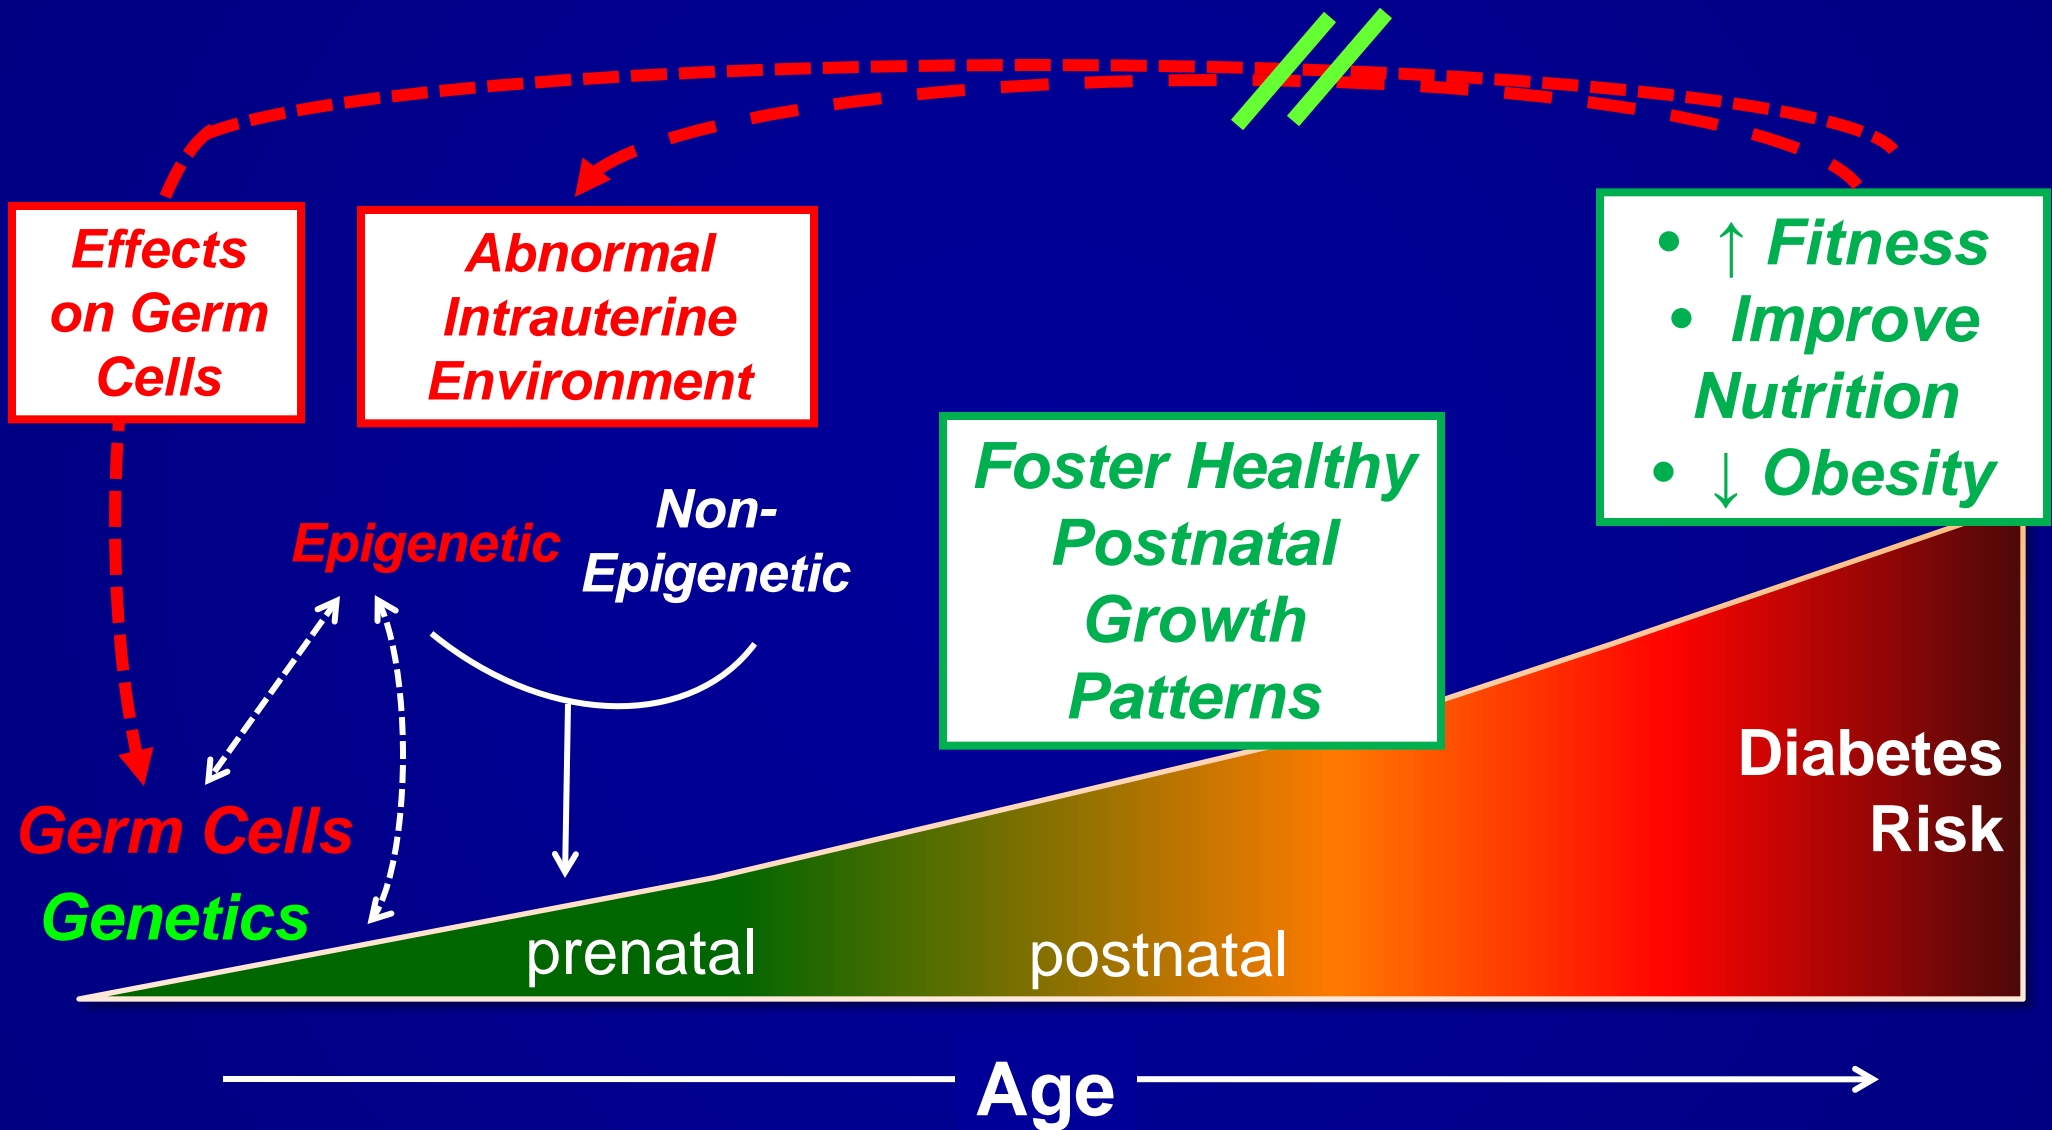 Effects
on Germ
Cells
Abnormal
Intrauterine
Environment
• ↑ Fitness
• Improve
Nutrition
• ↓ Obesity
Foster Healthy
Postnatal
Growth
Patterns
Epigenetic
Non-
Epigenetic
Germ Cells
Genetics
Diabetes
Risk
prenatal
postnatal
Age